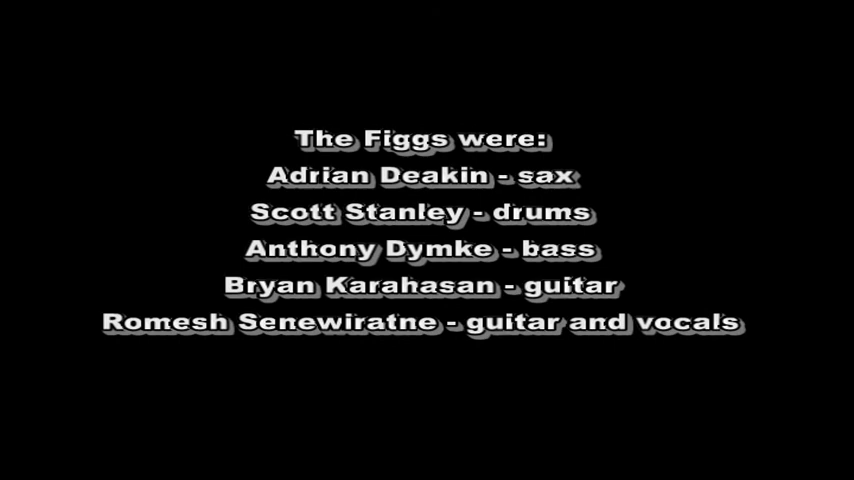 The Figgs were:
Adrian Deakin - sax
Scott Stanley - drums
Anthony Dymke - bass
Bryan Karahasan - guitar
Romesh Senewiratne - guitar and vocals